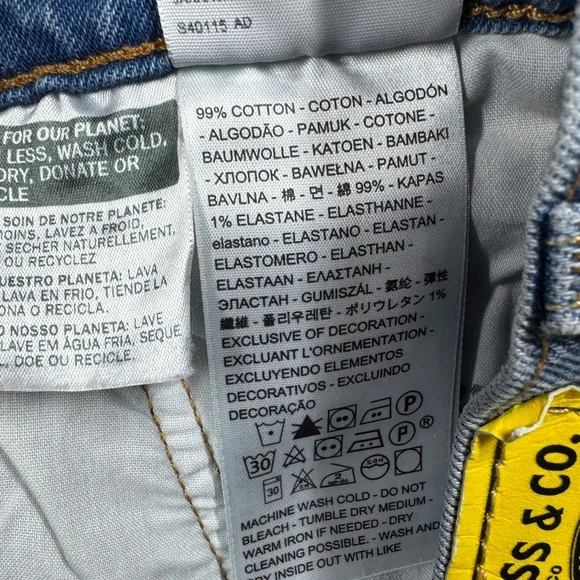 S40115 AD
FOR OUR PLANET:
LESS, WASH COLD,
DRY, DONATE OR
SOIN DE NOTRE PLANÈTE:
LAVEZ A FROID,
SÉCHER NATURELLEMENT,
OU RECYCLEZ
NUESTRO PLANETA: LAVA
LAVA EN FRIO, TIENDE LA
DONA O RECICLA.
NOSSO PLANETA: LAVE
LAVE EM ÁGUA FRIA, SEQUE
DOE OU RECICLE.
99% COTTON - COTON - ALGODÓN
- ALGODÃO - PAMUK - COTONE -
BAUMWOLLE - KATOEN - BAMBAKI
- ХЛОПОК - BAWEŁNA - PAMUT -
BAVLNA - 棉 - 면 - 綿 99% - KAPAS
1% ELASTANE - ELASTHANNE -
elastano - ELASTANO - ELASTAN -
ELASTOMERO - ELASTHAN -
ELASTAAN - ΕΛΑΣΤΑΝΗ -
ЭЛАСТАН - GUMISZÁL - 氨纶 - 彈性
纖維 - 폴리우레탄 - ポリウレタン 1%
EXCLUSIVE OF DECORATION -
EXCLUANT L'ORNEMENTATION -
EXCLUYENDO ELEMENTOS
DECORATIVOS - EXCLUINDO
DECORAÇÃO
P
30 P ®
30
MACHINE WASH COLD - DO NOT
BLEACH - TUMBLE DRY MEDIUM -
WARM IRON IF NEEDED - DRY
CLEANING POSSIBLE. - WASH AND
DRY INSIDE OUT WITH LIKE
SS & CO.